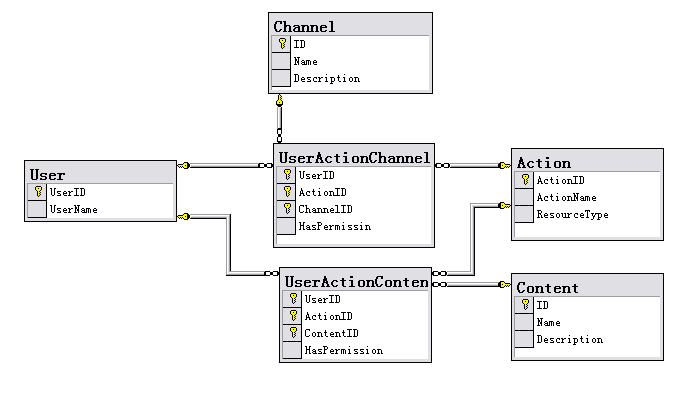 Channel
ID
Name
Description
User
UserID
UserName
UserActionChannel
UserID
ActionID
ChannelID
HasPermissin
Action
ActionID
ActionName
ResourceType
UserActionConten
UserID
ActionID
ContentID
HasPermission
Content
ID
Name
Description